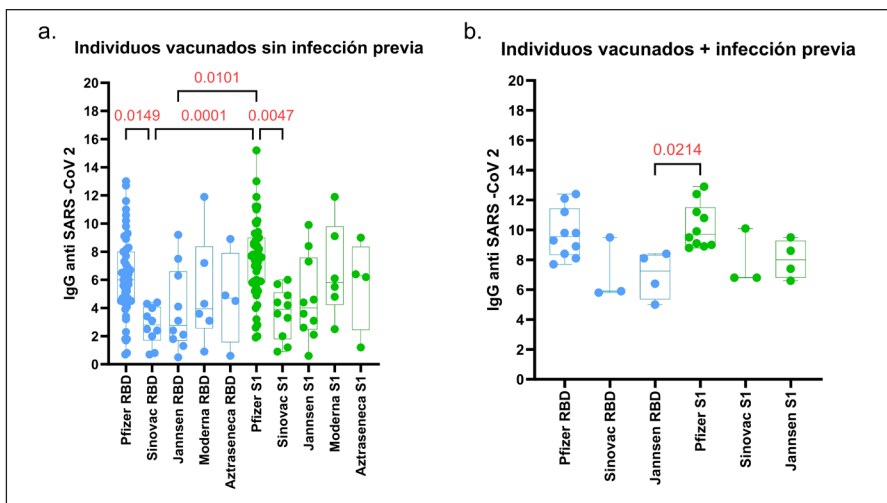 a.
Individuos vacunados sin infección previa
IgG anti SARS -CoV 2
20
18
16
14
12
10
8
6
4
2
0
0.0101
0.0149
0.0001
0.0047
Pfizer RBD
Sinovac RBD
Jannsen RBD
Moderna RBD
Aztraseneca RBD
Pfizer S1
Sinovac S1
Jannsen S1
Moderna S1
Aztraseneca S1
b.
Individuos vacunados + infección previa
IgG anti SARS -CoV 2
20
18
16
14
12
10
8
6
4
2
0
0.0214
Pfizer RBD
Sinovac RBD
Jannsen RBD
Pfizer S1
Sinovac S1
Jannsen S1